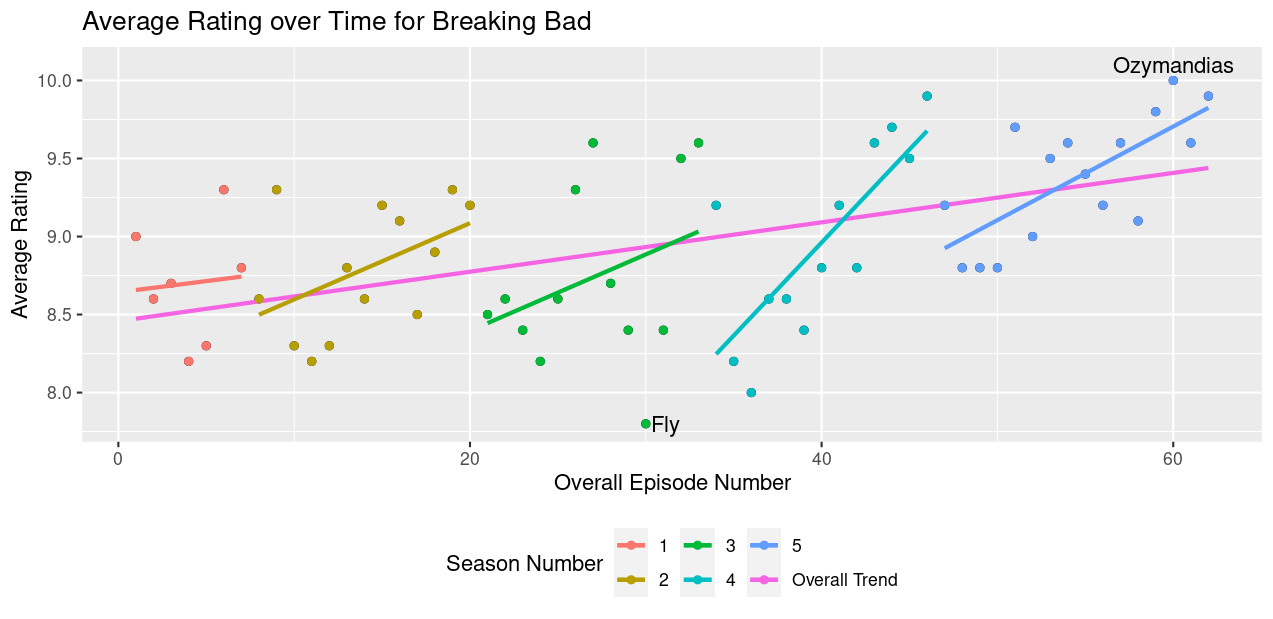 Average Rating over Time for Breaking Bad
Average Rating
10.0
9.5
9.0
8.5
8.0
Ozymandias
Fly
0 20 40 60
Overall Episode Number
Season Number
1 3 5
2 4 Overall Trend